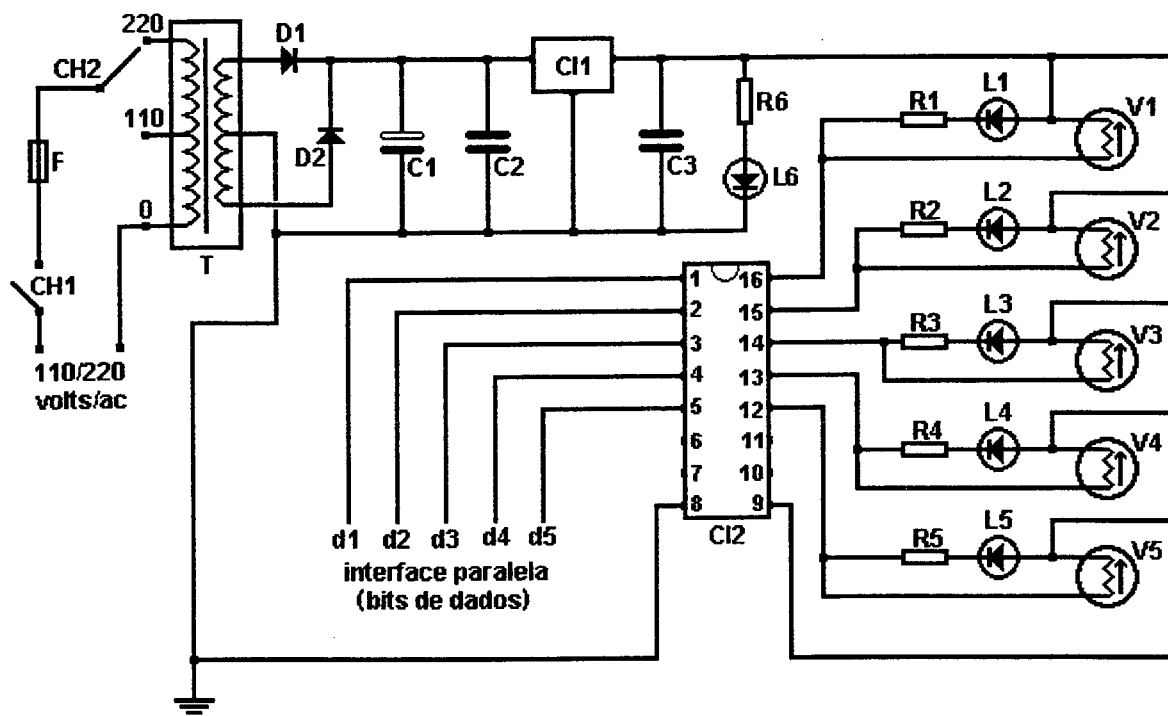 220
CH2
110
F
0
CH1
110/220
volts/ac
T
D1
D2
C1
C2
CI1
C3
R6
L6
R1
L1
V1
R2
L2
V2
R3
L3
V3
R4
L4
V4
R5
L5
V5
1 16
2 15
3 14
4 13
5 12
6 11
7 10
8 9
CI2
d1 d2 d3 d4 d5
interface paralela
(bits de dados)